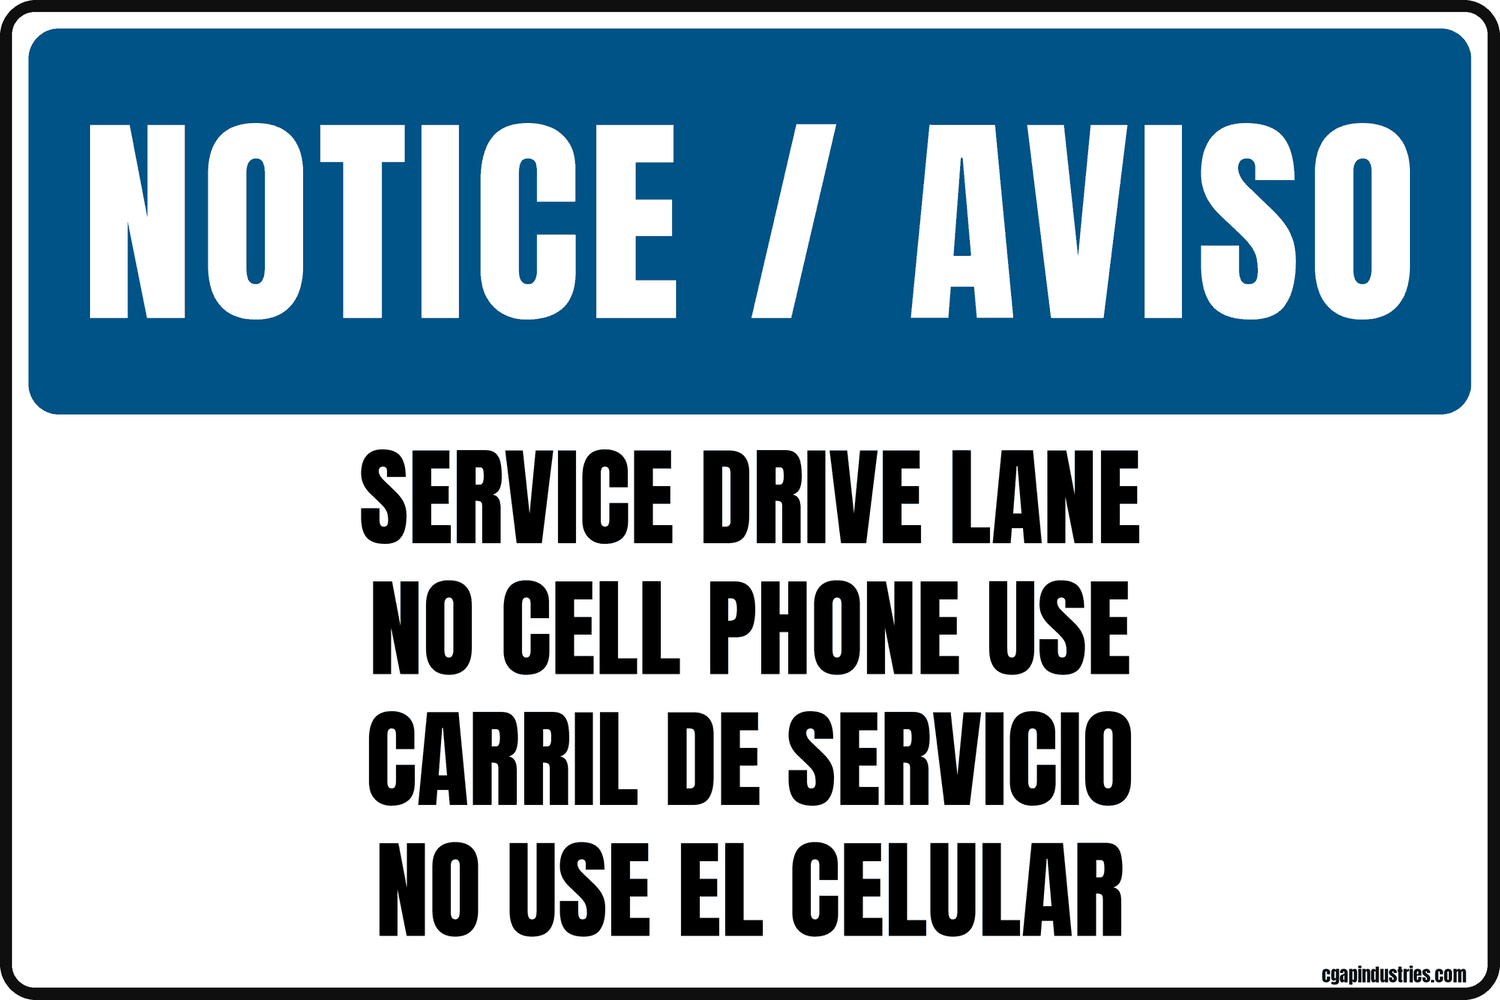 NOTICE / AVISO
SERVICE DRIVE LANE
NO CELL PHONE USE
CARRIL DE SERVICIO
NO USE EL CELULAR
cgapindustries.com